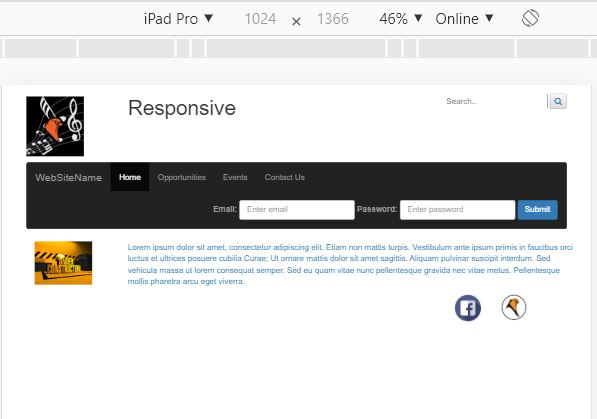 iPad Pro ▼ 1024 × 1366 46% ▼ Online ▼
Responsive
Search..
WebSiteName Home Opportunities Events Contact Us
Email: Enter email Password: Enter password Submit
Lorem ipsum dolor sit amet, consectetur adipiscing elit. Etiam non mattis turpis. Vestibulum ante ipsum primis in faucibus orci
luctus et ultrices posuere cubilia Curae; Ut ornare mattis dolor sit amet sagittis. Aliquam pulvinar suscipit interdum. Sed
vehicula massa ut lorem consequat semper. Sed eu quam vitae nunc pellentesque gravida nec vitae metus. Pellentesque
mollis pharetra arcu eget viverra.